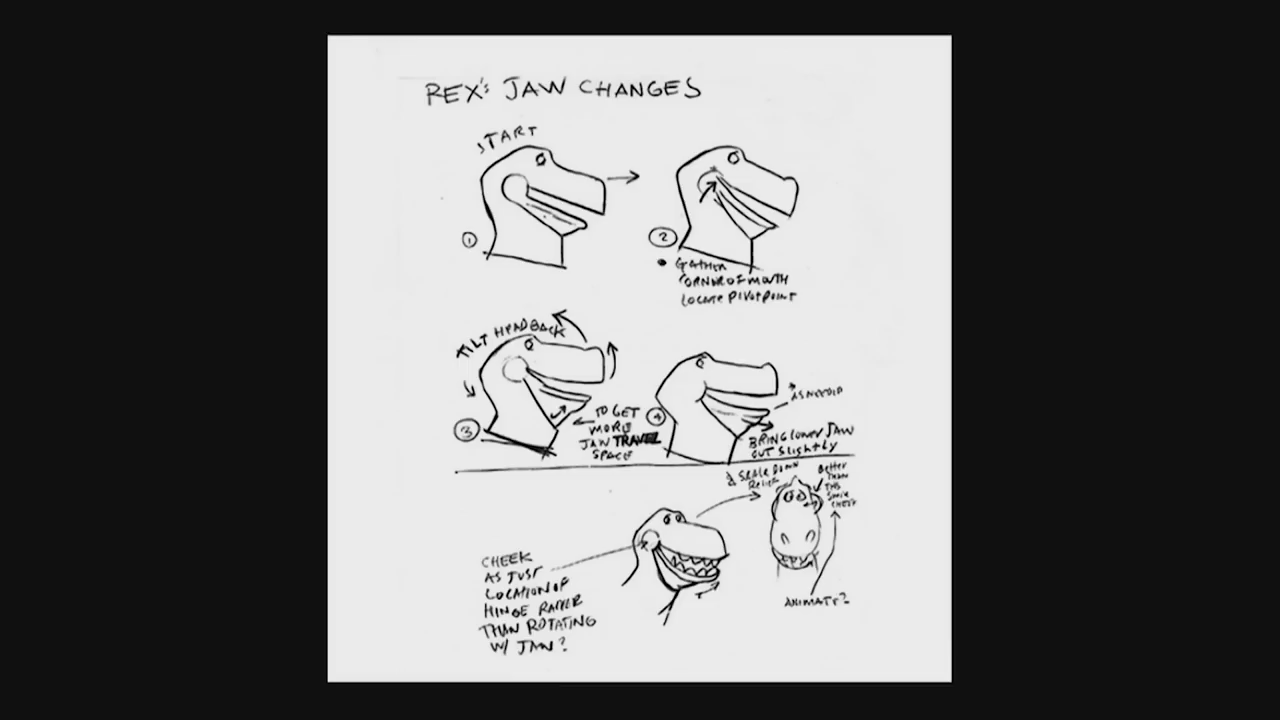 REX'S JAW CHANGES
START
①
②
• GATHER
CORNER OF MOUTH
LOCATE PIVOT POINT
TILT HEAD BACK
③
TO GET
MORE
JAW TRAVEL
SPACE
④
AS NEEDED
BRING LOWER JAW
OUT SLIGHTLY
SCALE DOWN
RELIEF
BETTER
THAN
THIS
CHEEK
AS JUST
LOCATION OF
HINGE RATHER
THAN ROTATING
W/ JAW?
ANIMATE?